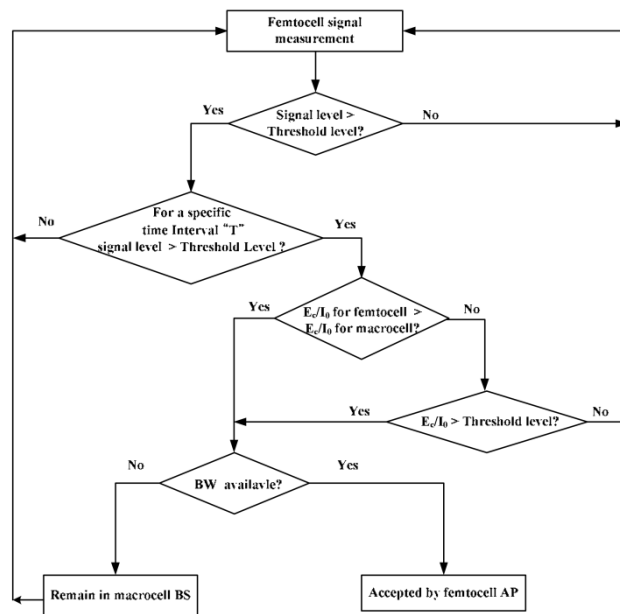 Femtocell signal
measurement
Yes
Signal level >
Threshold level?
No
No
For a specific
time Interval "T"
signal level > Threshold Level ?
Yes
Yes
Ec/I0 for femtocell >
Ec/I0 for macrocell?
No
Yes
Ec/I0 > Threshold level?
No
No
BW availavle?
Yes
Remain in macrocell BS
Accepted by femtocell AP